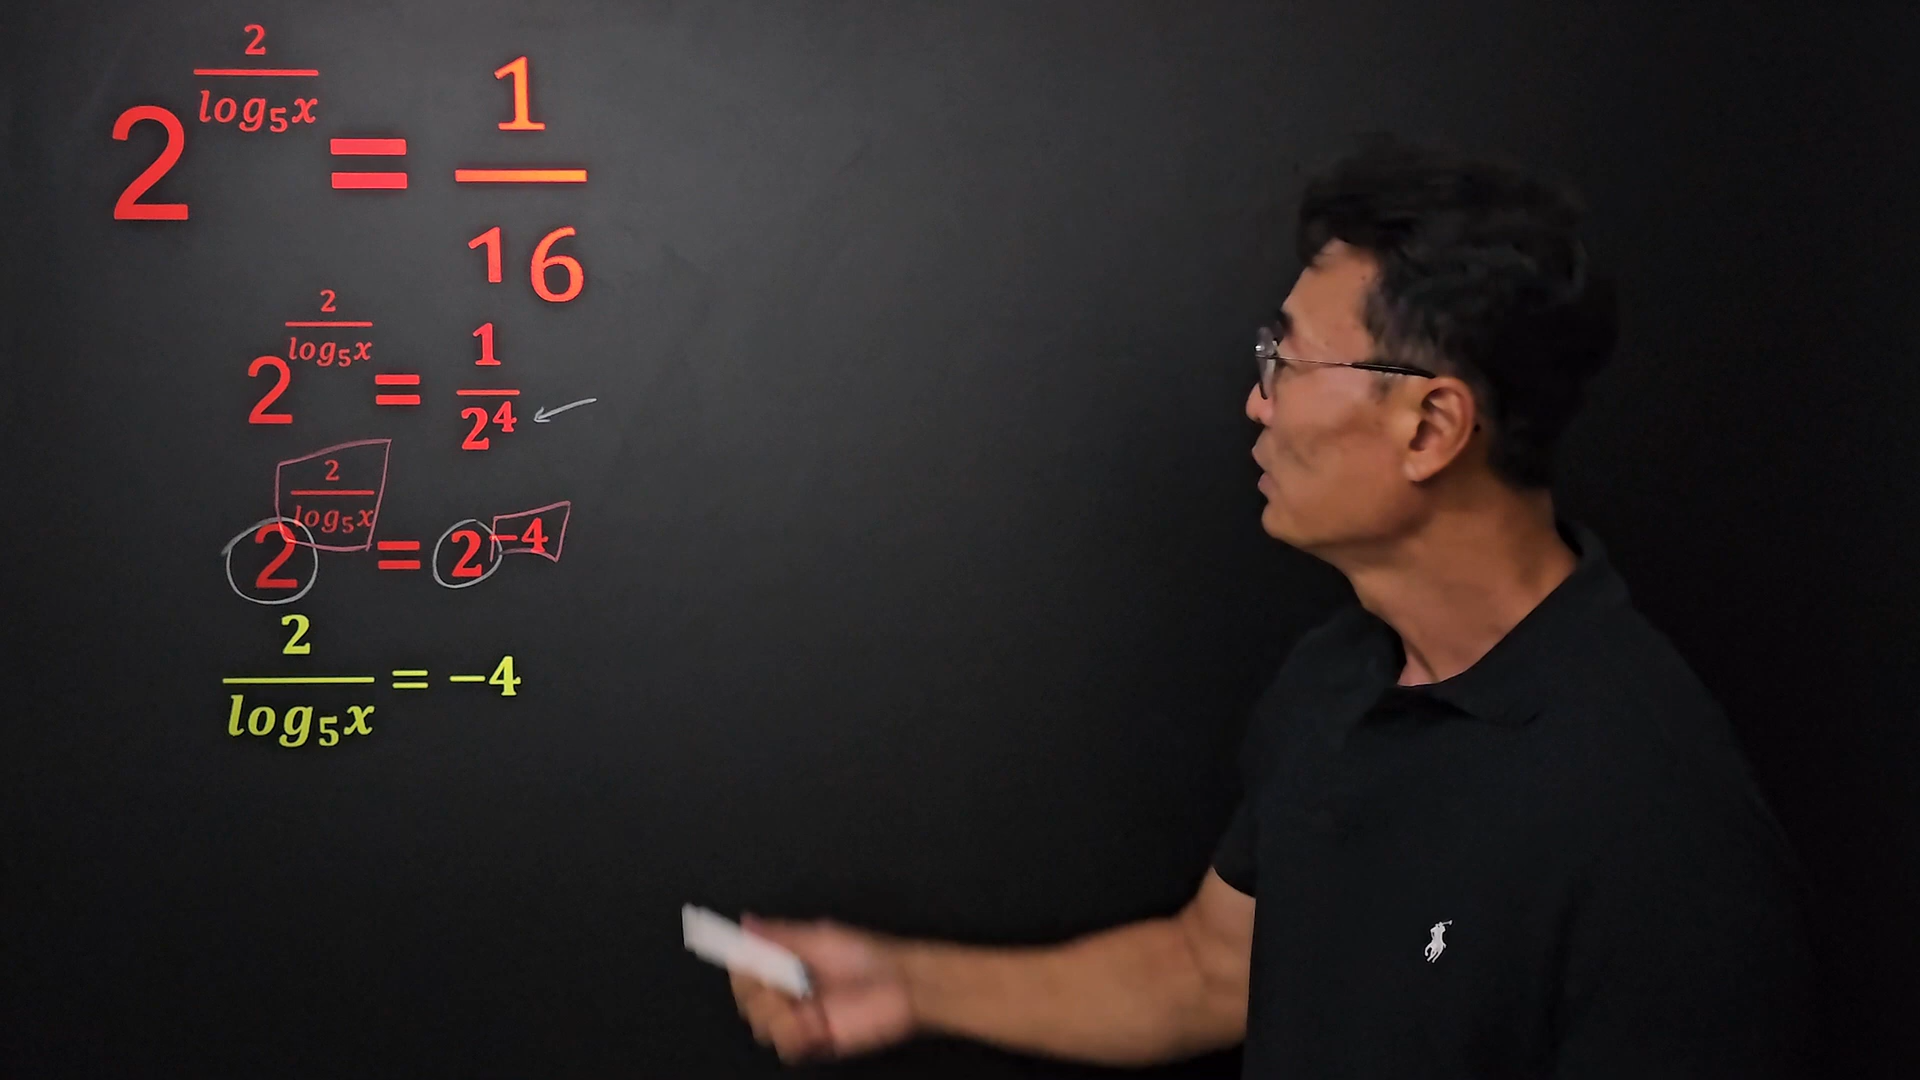 2^(2/log₅x) = 1/16
2^(2/log₅x) = 1/2⁴
2^(2/log₅x) = 2⁻⁴
2/log₅x = −4